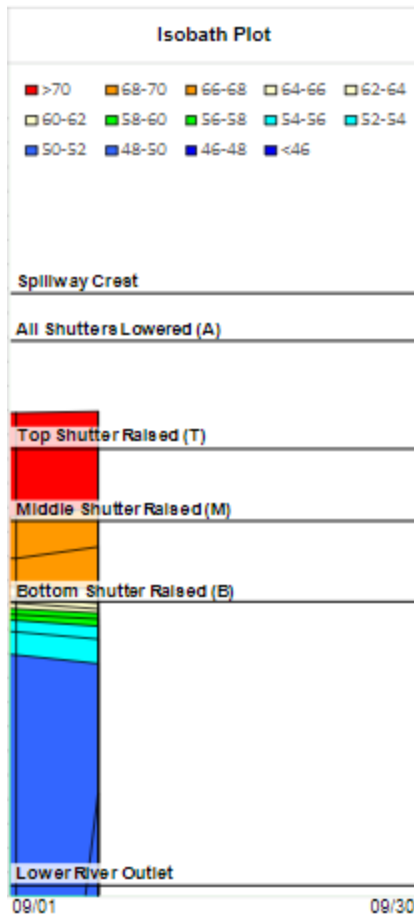 Isobath Plot
>70 68-70 66-68 64-66 62-64
60-62 58-60 56-58 54-56 52-54
50-52 48-50 46-48 <46
Spillway Crest
All Shutters Lowered (A)
Top Shutter Raised (T)
Middle Shutter Raised (M)
Bottom Shutter Raised (B)
Lower River Outlet
09/01 09/30